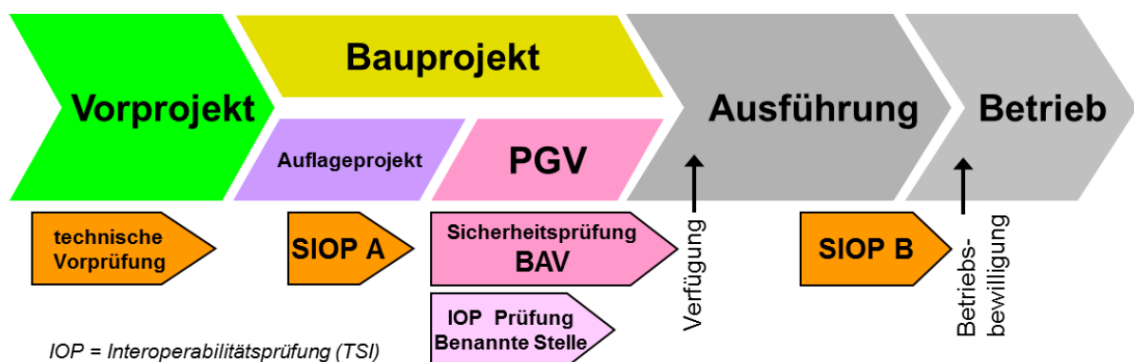 Vorprojekt
Bauprojekt
Auflageprojekt
PGV
Ausführung
Betrieb
technische
Vorprüfung
SIOP A
Sicherheitsprüfung
BAV
IOP Prüfung
Benannte Stelle
Verfügung
SIOP B
Betriebs-
bewilligung
IOP = Interoperabilitätsprüfung (TSI)